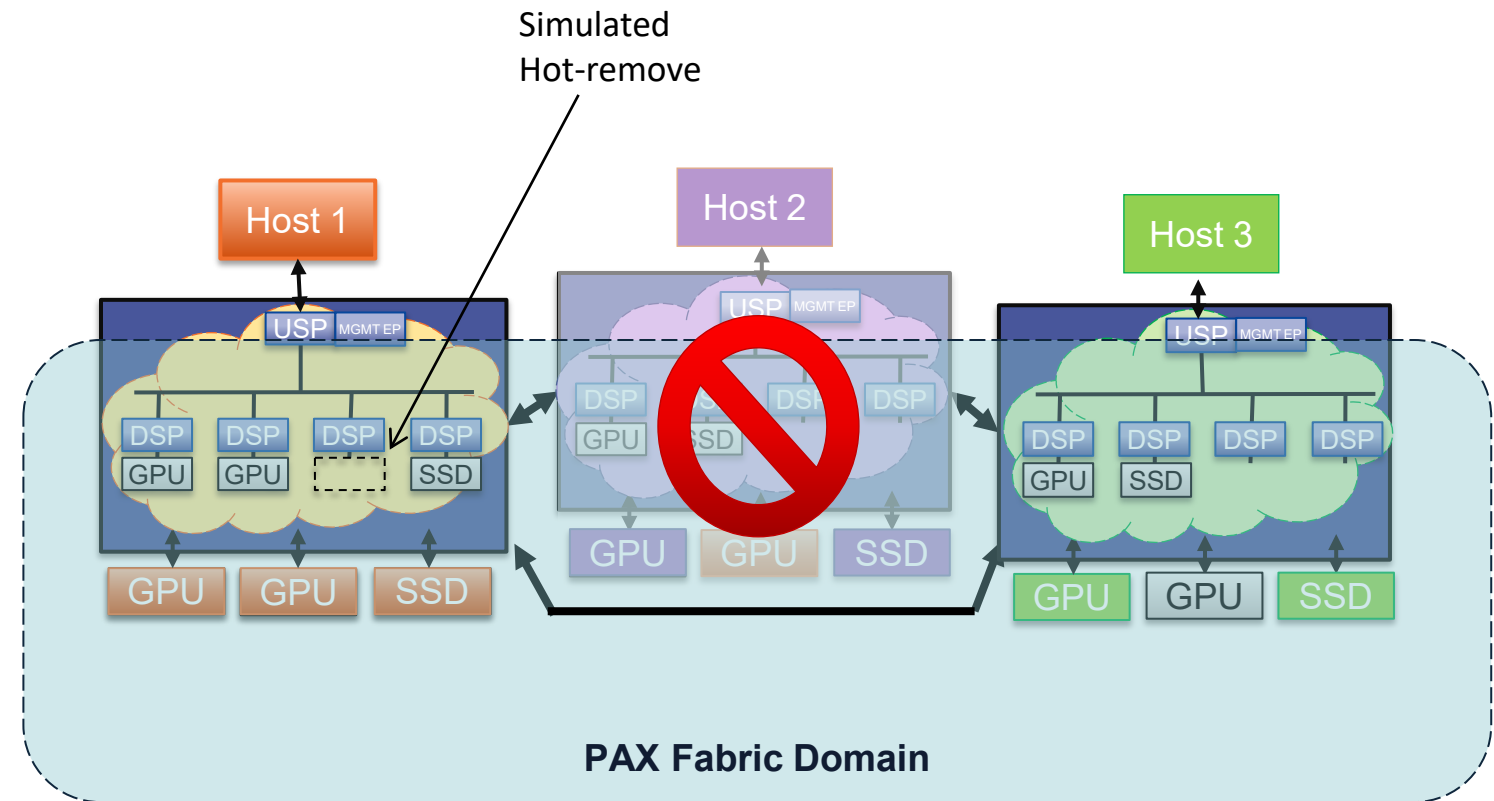 Simulated
Hot-remove
Host 1
Host 2
Host 3
USP MGMT EP
USP MGMT EP
USP MGMT EP
DSP DSP DSP DSP
GPU GPU SSD
DSP DSP DSP
GPU SSD
DSP DSP DSP DSP
GPU SSD
GPU GPU SSD
GPU GPU SSD
GPU GPU SSD
PAX Fabric Domain